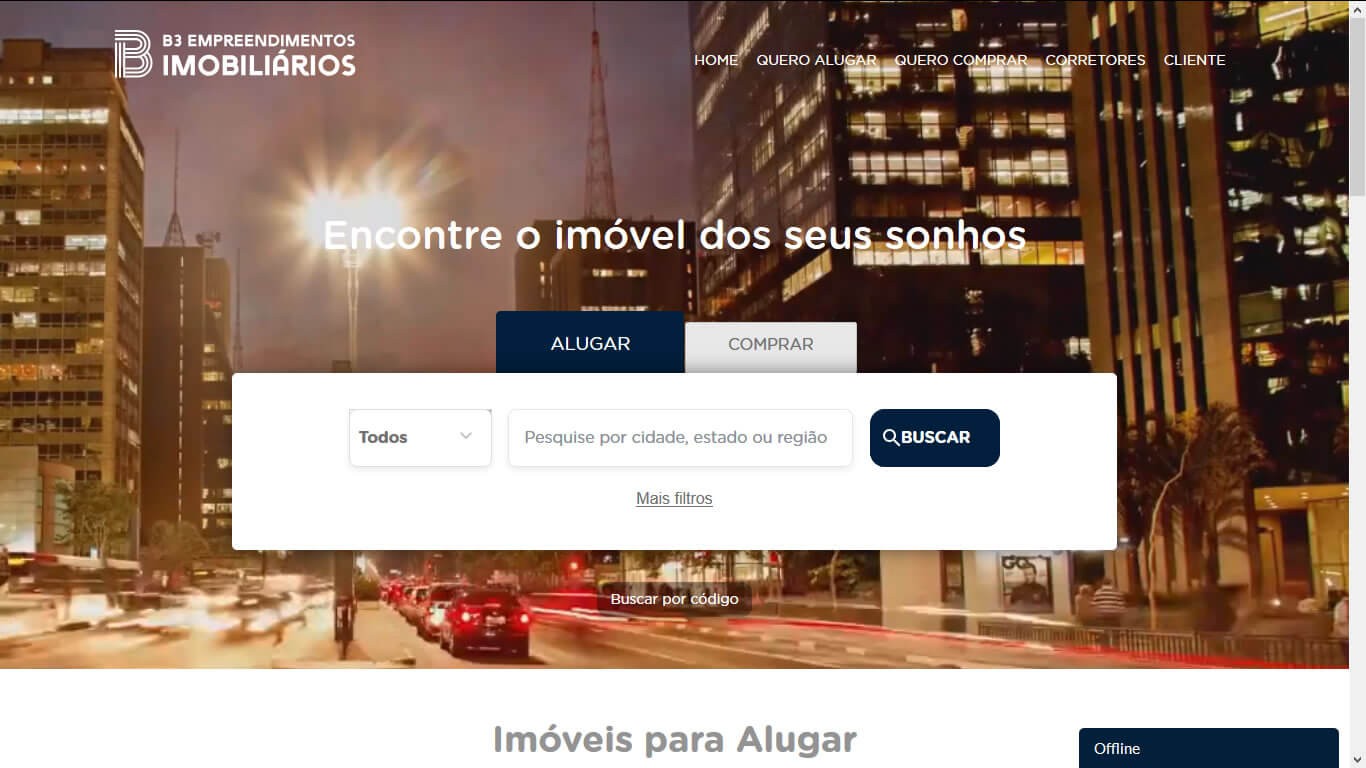 B3 EMPREENDIMENTOS
IMOBILIÁRIOS
HOME QUERO ALUGAR QUERO COMPRAR CORRETORES CLIENTE
Encontre o imóvel dos seus sonhos
ALUGAR COMPRAR
Todos Pesquise por cidade, estado ou região BUSCAR
Mais filtros
Buscar por código
Imóveis para Alugar
Offline